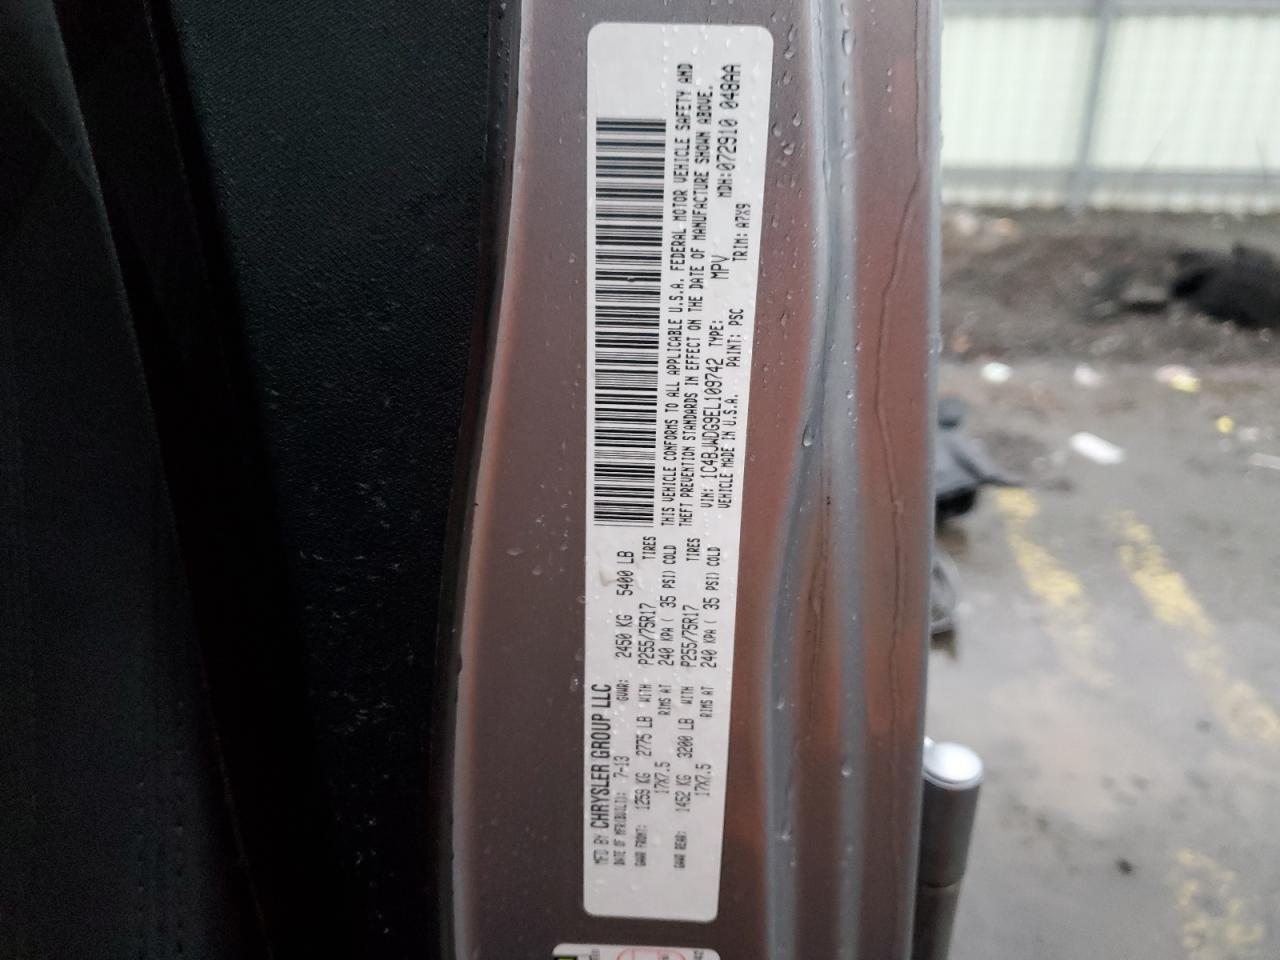 MFD BY CHRYSLER GROUP LLC
DATE OF MFR(BUILT): 7-13 GVWR: 2450 KG 5400 LB
GAWR FRONT: 1259 KG 2775 LB WITH P255/75R17 TIRES
17X7.5 RIMS AT 240 KPA ( 35 PSI) COLD
GAWR REAR: 1452 KG 3200 LB WITH P255/75R17 TIRES
17X7.5 RIMS AT 240 KPA ( 35 PSI) COLD
THIS VEHICLE CONFORMS TO ALL APPLICABLE U.S.A. FEDERAL MOTOR VEHICLE SAFETY AND
THEFT PREVENTION STANDARDS IN EFFECT ON THE DATE OF MANUFACTURE SHOWN ABOVE.
VIN: 1C4BJWDG9EL109742 TYPE: MPV MDH: 072910 048AA
VEHICLE MADE IN U.S.A. PAINT: PSC TRIM: A7X9